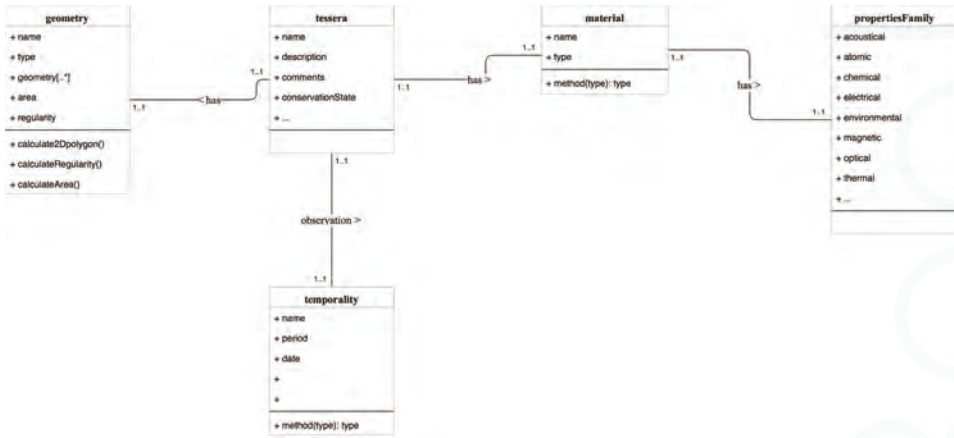 geometry
+ name
+ type
+ geometry[..*]
+ area
+ regularity
+ calculate2Dpolygon()
+ calculateRegularity()
+ calculateArea()
1..1
< has
1..1
tessera
+ name
+ description
+ comments
+ conservationState
+ ...
1..1
has >
1..1
material
+ name
+ type
+ method(type): type
1..1
has >
1..1
propertiesFamily
+ acoustical
+ atomic
+ chemical
+ electrical
+ environmental
+ magnetic
+ optical
+ thermal
+ ...
1..1
observation >
1..1
temporality
+ name
+ period
+ date
+
+
+ method(type): type